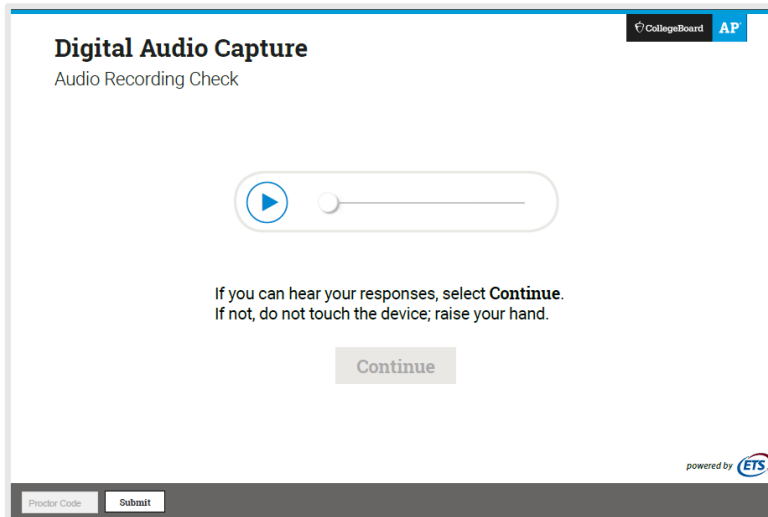 CollegeBoard AP
Digital Audio Capture
Audio Recording Check
If you can hear your responses, select Continue.
If not, do not touch the device; raise your hand.
Continue
powered by ETS
Proctor Code Submit